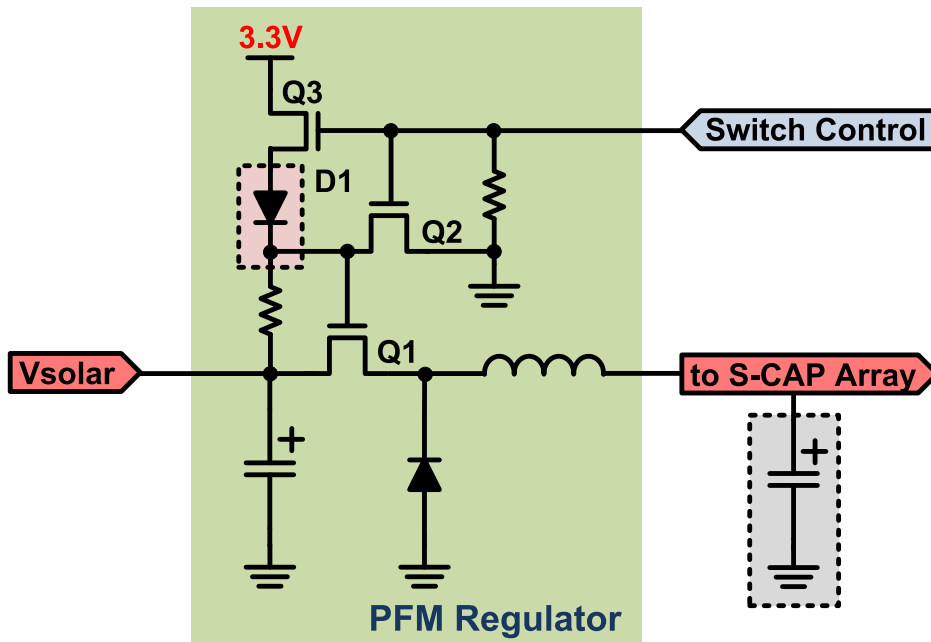 3.3V
Q3
Switch Control
D1
Q2
Q1
Vsolar
to S-CAP Array
+
+
PFM Regulator